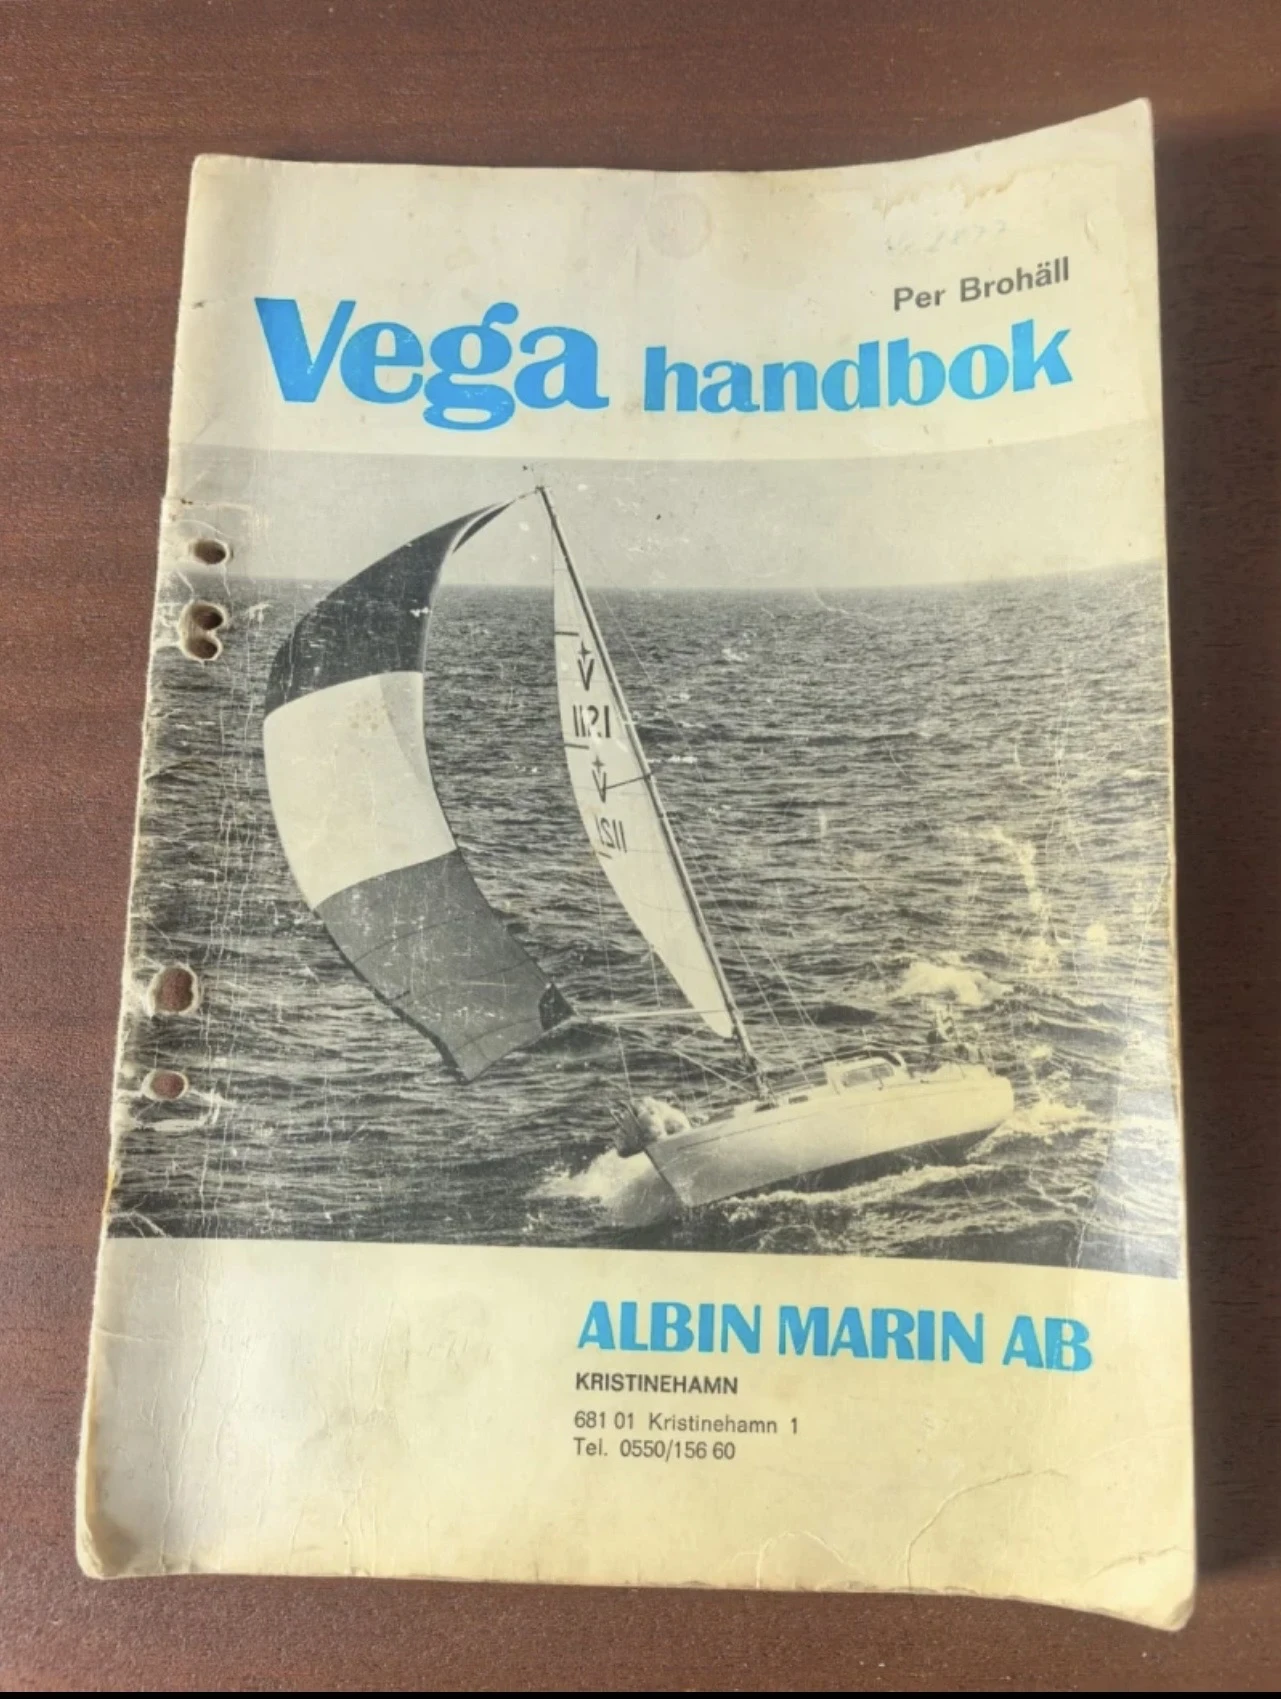 Per Brohäll
Vega handbok
V
1121
V
1121
ALBIN MARIN AB
KRISTINEHAMN
681 01 Kristinehamn 1
Tel. 0550/156 60